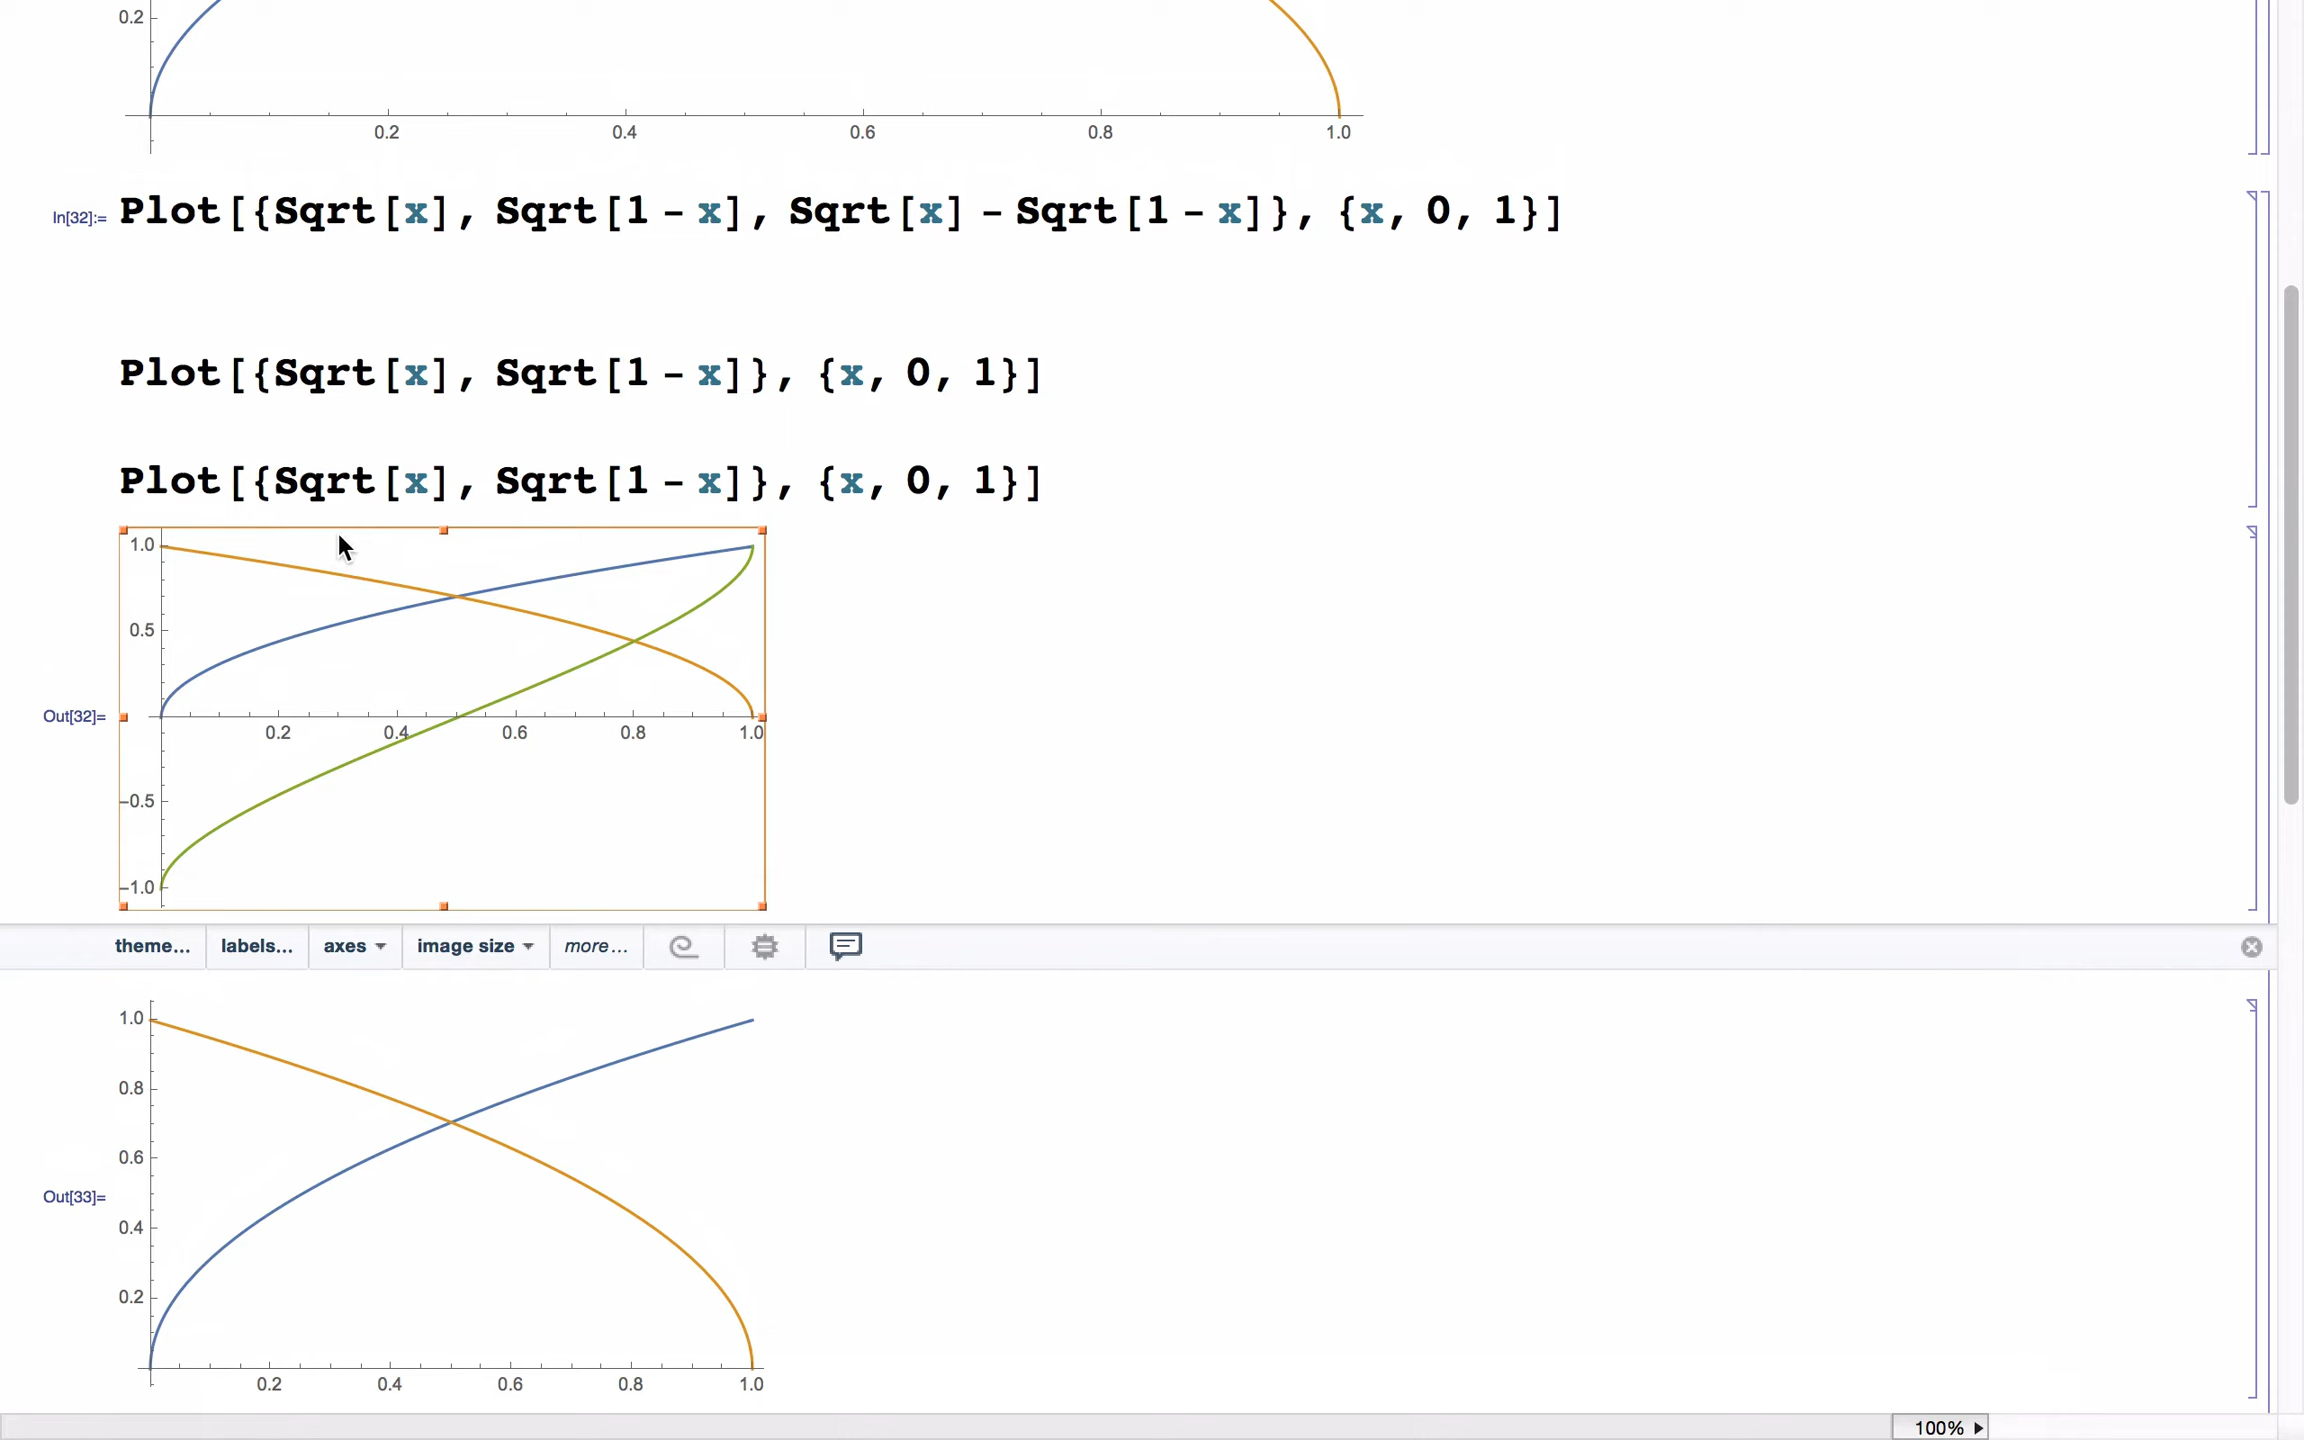 0.2
0.2 0.4 0.6 0.8 1.0
In[32]:= Plot[{Sqrt[x], Sqrt[1 - x], Sqrt[x] - Sqrt[1 - x]}, {x, 0, 1}]
Plot[{Sqrt[x], Sqrt[1 - x]}, {x, 0, 1}]
Plot[{Sqrt[x], Sqrt[1 - x]}, {x, 0, 1}]
1.0
0.5
Out[32]=
0.2 0.4 0.6 0.8 1.0
-0.5
-1.0
theme... labels... axes image size more...
1.0
0.8
0.6
Out[33]=
0.4
0.2
0.2 0.4 0.6 0.8 1.0
100%